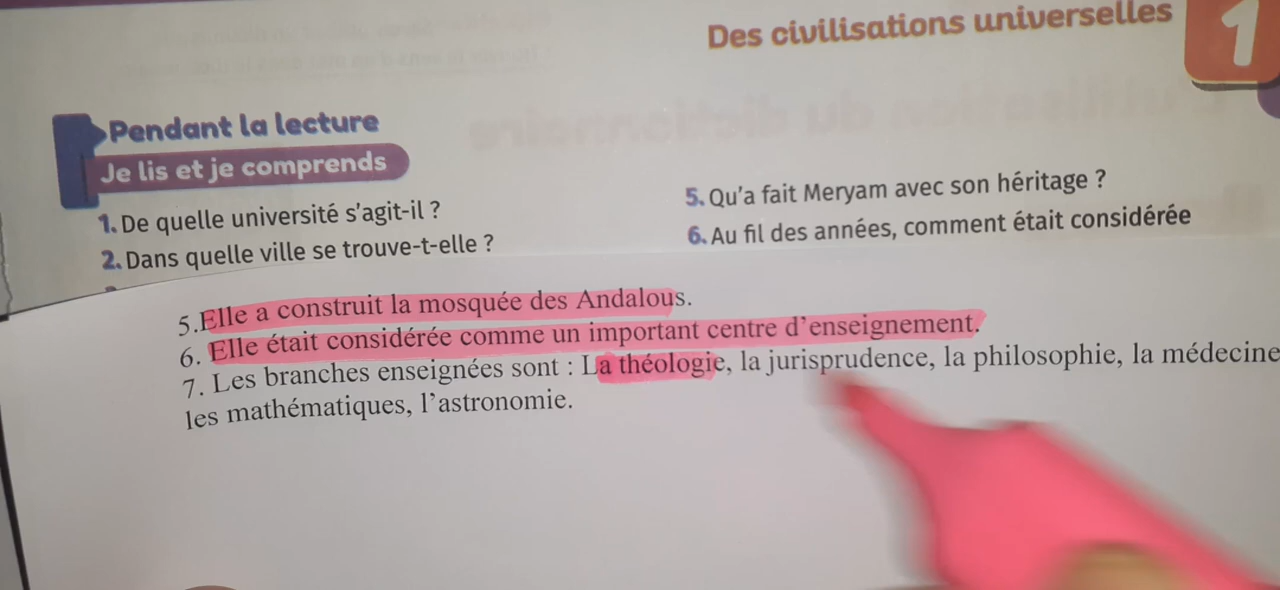 Des civilisations universelles
1
Pendant la lecture
Je lis et je comprends
1. De quelle université s'agit-il ?
2. Dans quelle ville se trouve-t-elle ?
5. Qu'a fait Meryam avec son héritage ?
6. Au fil des années, comment était considérée
5.Elle a construit la mosquée des Andalous.
6. Elle était considérée comme un important centre d'enseignement.
7. Les branches enseignées sont : La théologie, la jurisprudence, la philosophie, la médecine
les mathématiques, l'astronomie.